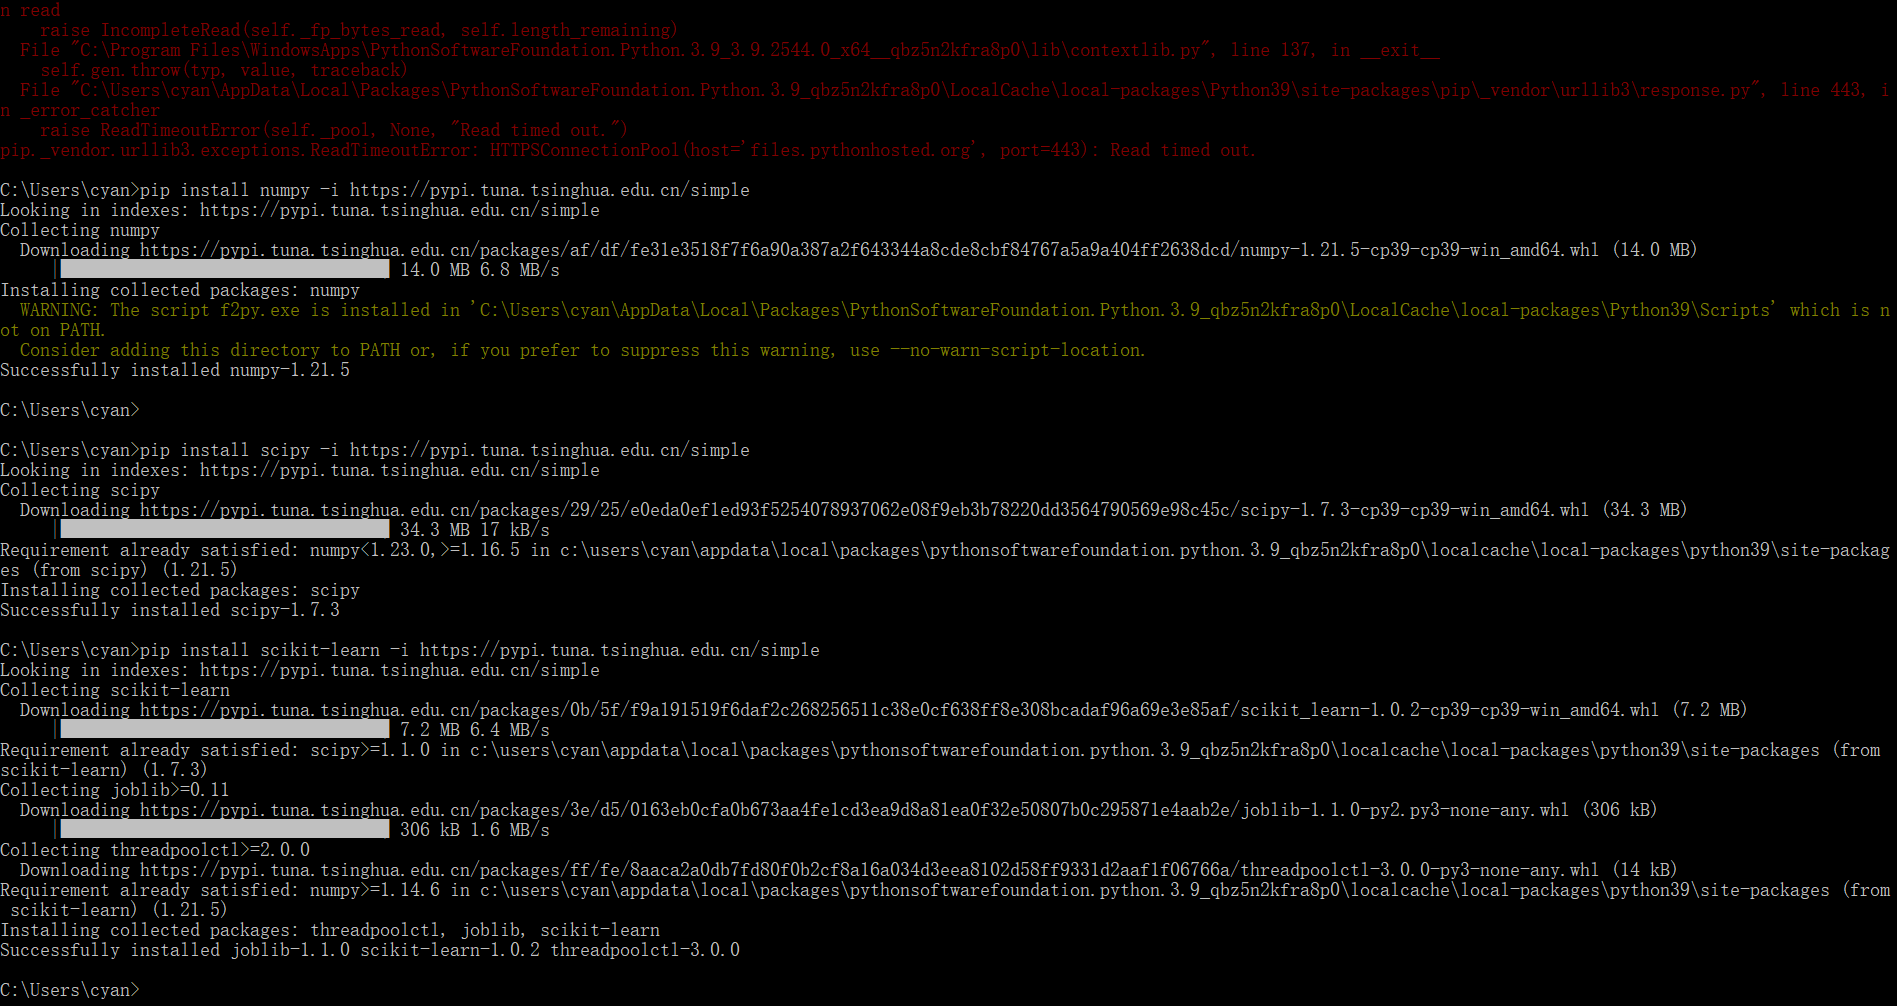 n read
    raise IncompleteRead(self._fp_bytes_read, self.length_remaining)
  File "C:\Program Files\WindowsApps\PythonSoftwareFoundation.Python.3.9_3.9.2544.0_x64__qbz5n2kfra8p0\lib\contextlib.py", line 137, in __exit__
    self.gen.throw(typ, value, traceback)
  File "C:\Users\cyan\AppData\Local\Packages\PythonSoftwareFoundation.Python.3.9_qbz5n2kfra8p0\LocalCache\local-packages\Python39\site-packages\pip\_vendor\urllib3\response.py", line 443, i
n _error_catcher
    raise ReadTimeoutError(self._pool, None, "Read timed out.")
pip._vendor.urllib3.exceptions.ReadTimeoutError: HTTPSConnectionPool(host='files.pythonhosted.org', port=443): Read timed out.
C:\Users\cyan>pip install numpy -i https://pypi.tuna.tsinghua.edu.cn/simple
Looking in indexes: https://pypi.tuna.tsinghua.edu.cn/simple
Collecting numpy
  Downloading https://pypi.tuna.tsinghua.edu.cn/packages/af/df/fe31e3518f7f6a90a387a2f643344a8cde8cbf84767a5a9a404ff2638dcd/numpy-1.21.5-cp39-cp39-win_amd64.whl (14.0 MB)
14.0 MB 6.8 MB/s
Installing collected packages: numpy
  WARNING: The script f2py.exe is installed in 'C:\Users\cyan\AppData\Local\Packages\PythonSoftwareFoundation.Python.3.9_qbz5n2kfra8p0\LocalCache\local-packages\Python39\Scripts' which is n
ot on PATH.
  Consider adding this directory to PATH or, if you prefer to suppress this warning, use --no-warn-script-location.
Successfully installed numpy-1.21.5
C:\Users\cyan>
C:\Users\cyan>pip install scipy -i https://pypi.tuna.tsinghua.edu.cn/simple
Looking in indexes: https://pypi.tuna.tsinghua.edu.cn/simple
Collecting scipy
  Downloading https://pypi.tuna.tsinghua.edu.cn/packages/29/25/e0eda0ef1ed93f5254078937062e08f9eb3b78220dd3564790569e98c45c/scipy-1.7.3-cp39-cp39-win_amd64.whl (34.3 MB)
34.3 MB 17 kB/s
Requirement already satisfied: numpy<1.23.0,>=1.16.5 in c:\users\cyan\appdata\local\packages\pythonsoftwarefoundation.python.3.9_qbz5n2kfra8p0\localcache\local-packages\python39\site-packag
es (from scipy) (1.21.5)
Installing collected packages: scipy
Successfully installed scipy-1.7.3
C:\Users\cyan>pip install scikit-learn -i https://pypi.tuna.tsinghua.edu.cn/simple
Looking in indexes: https://pypi.tuna.tsinghua.edu.cn/simple
Collecting scikit-learn
  Downloading https://pypi.tuna.tsinghua.edu.cn/packages/0b/5f/f9a191519f6daf2c268256511c38e0cf638ff8e308bcadaf96a69e3e85af/scikit_learn-1.0.2-cp39-cp39-win_amd64.whl (7.2 MB)
7.2 MB 6.4 MB/s
Requirement already satisfied: scipy>=1.1.0 in c:\users\cyan\appdata\local\packages\pythonsoftwarefoundation.python.3.9_qbz5n2kfra8p0\localcache\local-packages\python39\site-packages (from
scikit-learn) (1.7.3)
Collecting joblib>=0.11
  Downloading https://pypi.tuna.tsinghua.edu.cn/packages/3e/d5/0163eb0cfa0b673aa4fe1cd3ea9d8a81ea0f32e50807b0c295871e4aab2e/joblib-1.1.0-py2.py3-none-any.whl (306 kB)
306 kB 1.6 MB/s
Collecting threadpoolctl>=2.0.0
  Downloading https://pypi.tuna.tsinghua.edu.cn/packages/ff/fe/8aaca2a0db7fd80f0b2cf8a16a034d3eea8102d58ff9331d2aaf1f06766a/threadpoolctl-3.0.0-py3-none-any.whl (14 kB)
Requirement already satisfied: numpy>=1.14.6 in c:\users\cyan\appdata\local\packages\pythonsoftwarefoundation.python.3.9_qbz5n2kfra8p0\localcache\local-packages\python39\site-packages (from
 scikit-learn) (1.21.5)
Installing collected packages: threadpoolctl, joblib, scikit-learn
Successfully installed joblib-1.1.0 scikit-learn-1.0.2 threadpoolctl-3.0.0
C:\Users\cyan>